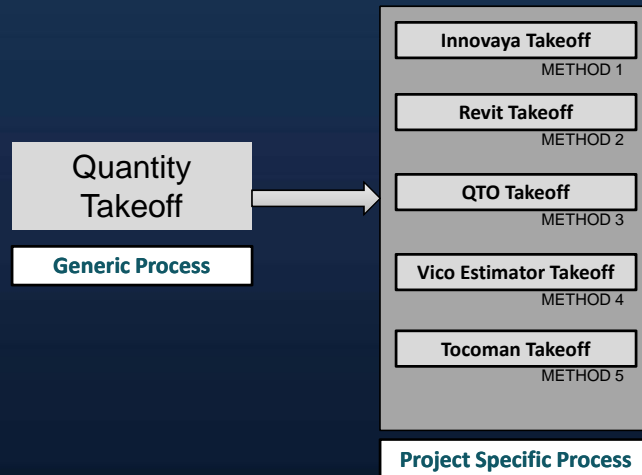 Quantity
Takeoff
Generic Process
Innovaya Takeoff
METHOD 1
Revit Takeoff
METHOD 2
QTO Takeoff
METHOD 3
Vico Estimator Takeoff
METHOD 4
Tocoman Takeoff
METHOD 5
Project Specific Process